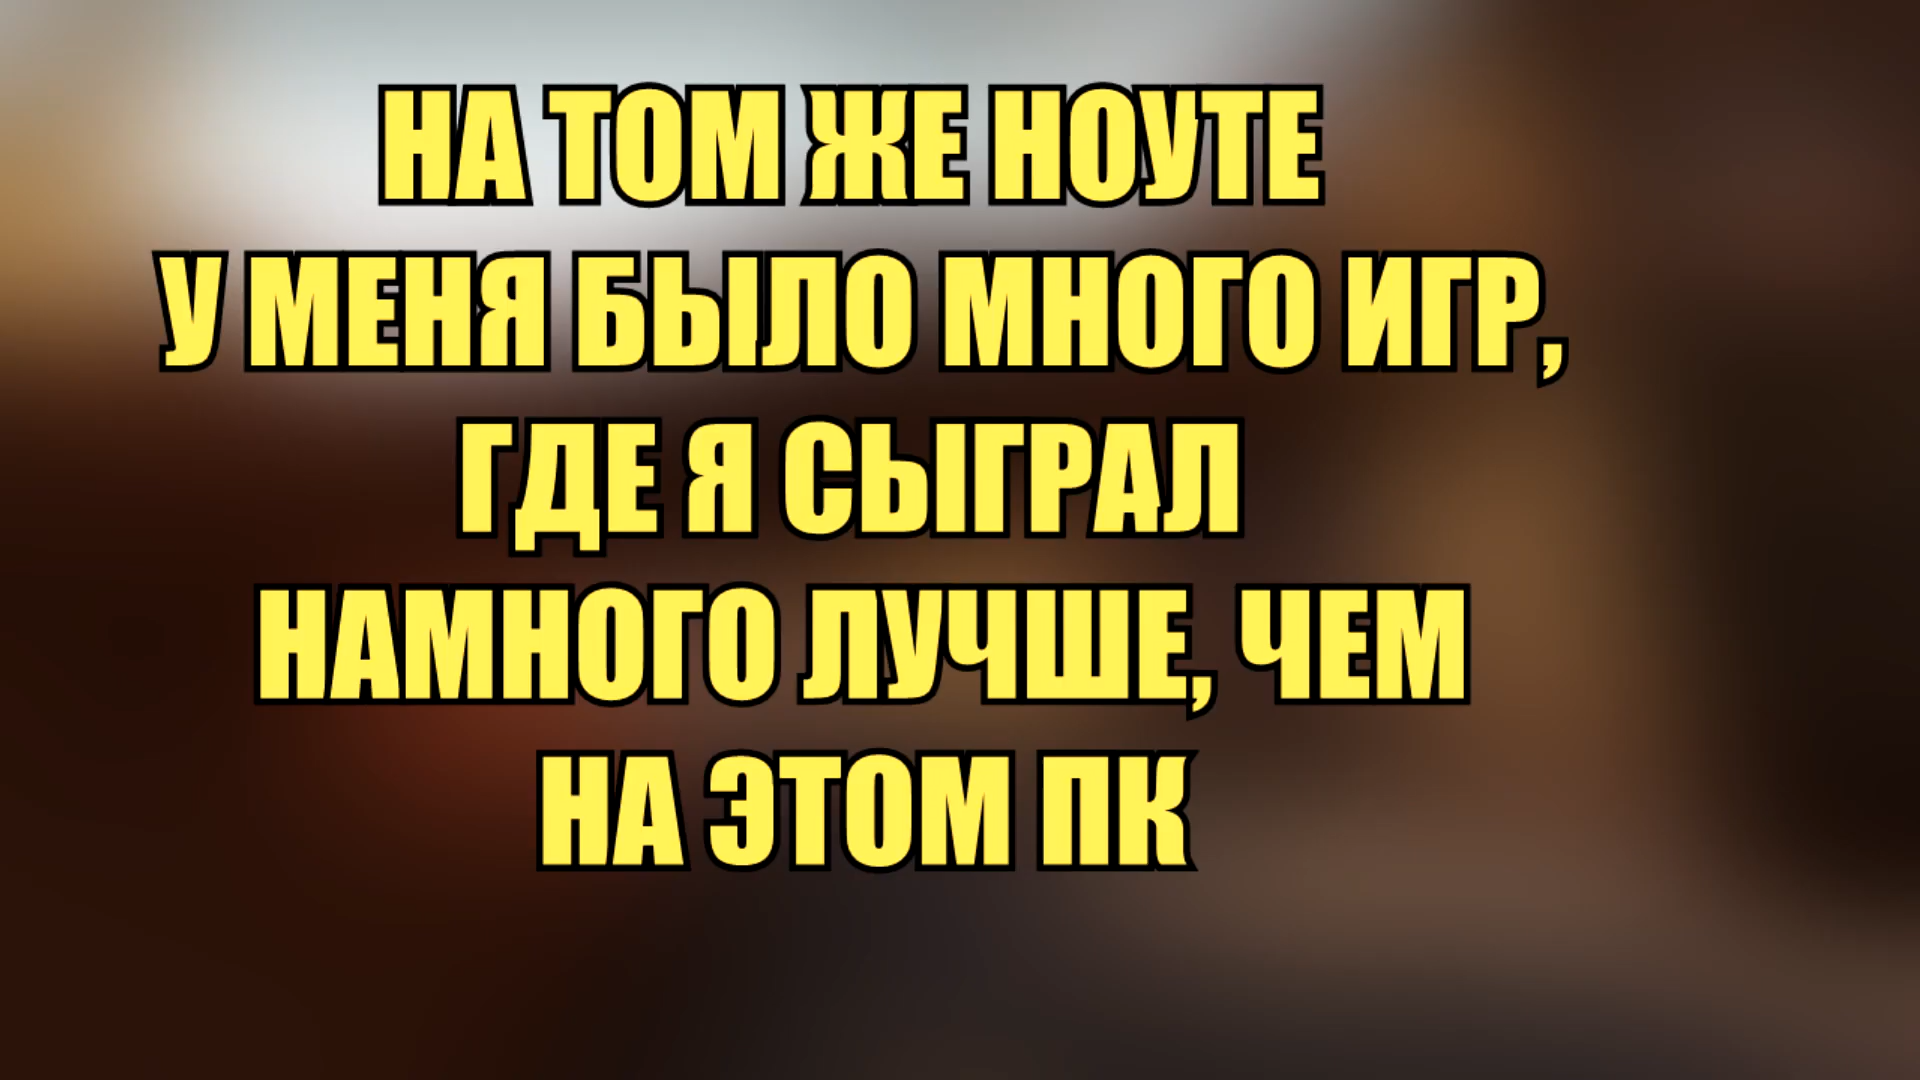 НА ТОМ ЖЕ НОУТЕ
У МЕНЯ БЫЛО МНОГО ИГР,
ГДЕ Я СЫГРАЛ
НАМНОГО ЛУЧШЕ, ЧЕМ
НА ЭТОМ ПК